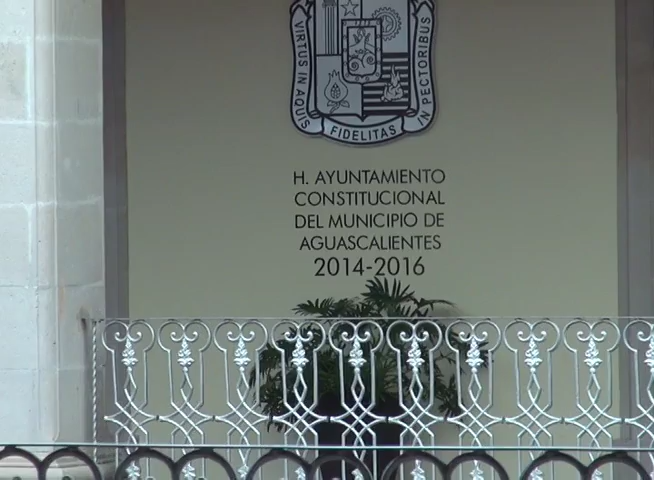 VIRTUS IN AQUIS
FIDELITAS
IN PECTORIBUS
H. AYUNTAMIENTO
CONSTITUCIONAL
DEL MUNICIPIO DE
AGUASCALIENTES
2014-2016